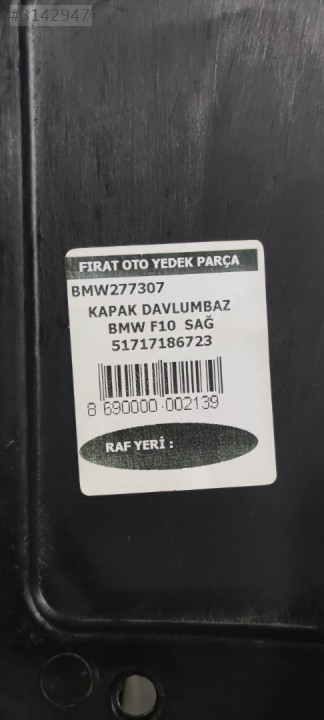 #8142947
FIRAT OTO YEDEK PARÇA
BMW277307
KAPAK DAVLUMBAZ
BMW F10 SAĞ
51717186723
8 690000 002139
RAF YERİ :